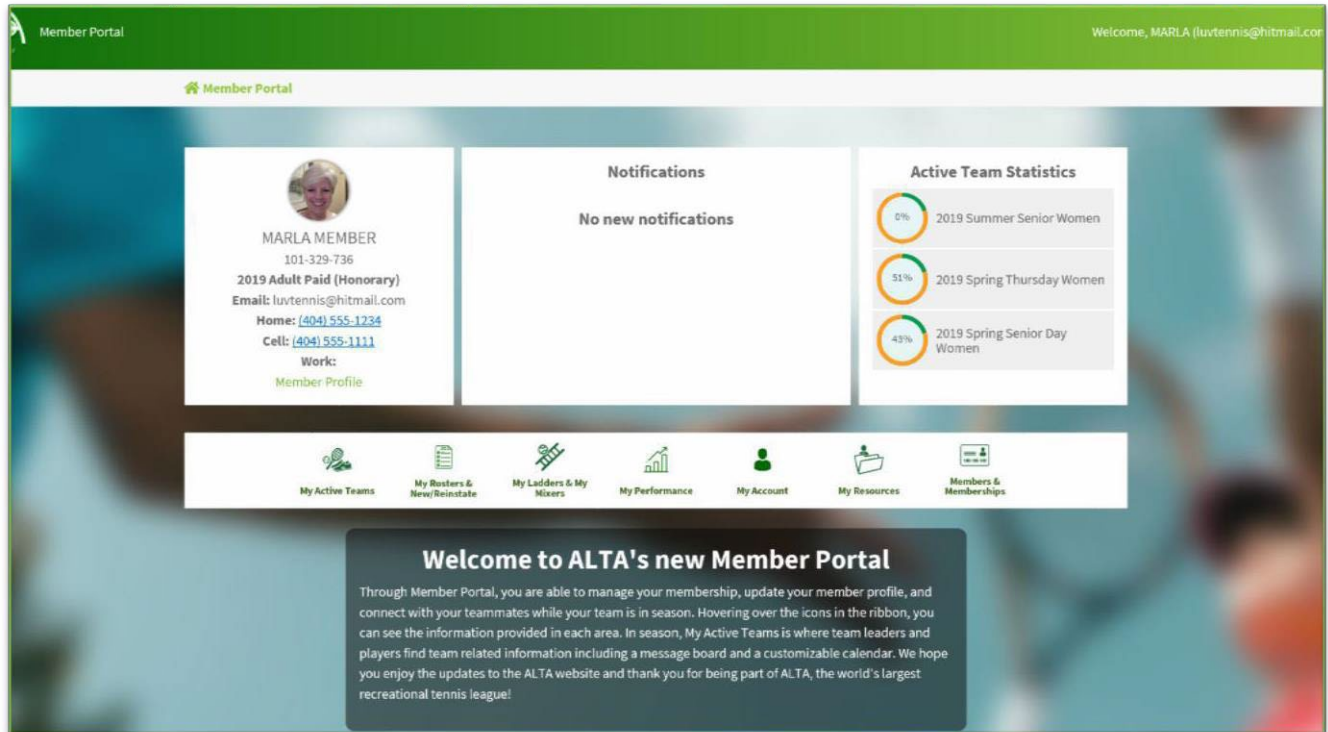 Member Portal
Welcome, MARLA (luvtennis@hitmail.com
Member Portal
MARLA MEMBER
101-329-736
2019 Adult Paid (Honorary)
Email: luvtennis@hitmail.com
Home: (404) 555-1234
Cell: (404) 555-1111
Work:
Member Profile
Notifications
No new notifications
Active Team Statistics
0%
2019 Summer Senior Women
51%
2019 Spring Thursday Women
43%
2019 Spring Senior Day
Women
My Active Teams
My Rosters &
New/Reinstate
My Ladders & My
Mixers
My Performance
My Account
My Resources
Members &
Memberships
Welcome to ALTA's new Member Portal
Through Member Portal, you are able to manage your membership, update your member profile, and
connect with your teammates while your team is in season. Hovering over the icons in the ribbon, you
can see the information provided in each area. In season, My Active Teams is where team leaders and
players find team related information including a message board and a customizable calendar. We hope
you enjoy the updates to the ALTA website and thank you for being part of ALTA, the world's largest
recreational tennis league!